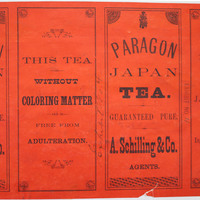 THIS TEA
WITHOUT
COLORING MATTER
FREE FROM
ADULTERATION.
PARAGON
JAPAN
TEA.
GUARANTEED PURE.
A. Schilling & Co.
AGENTS.